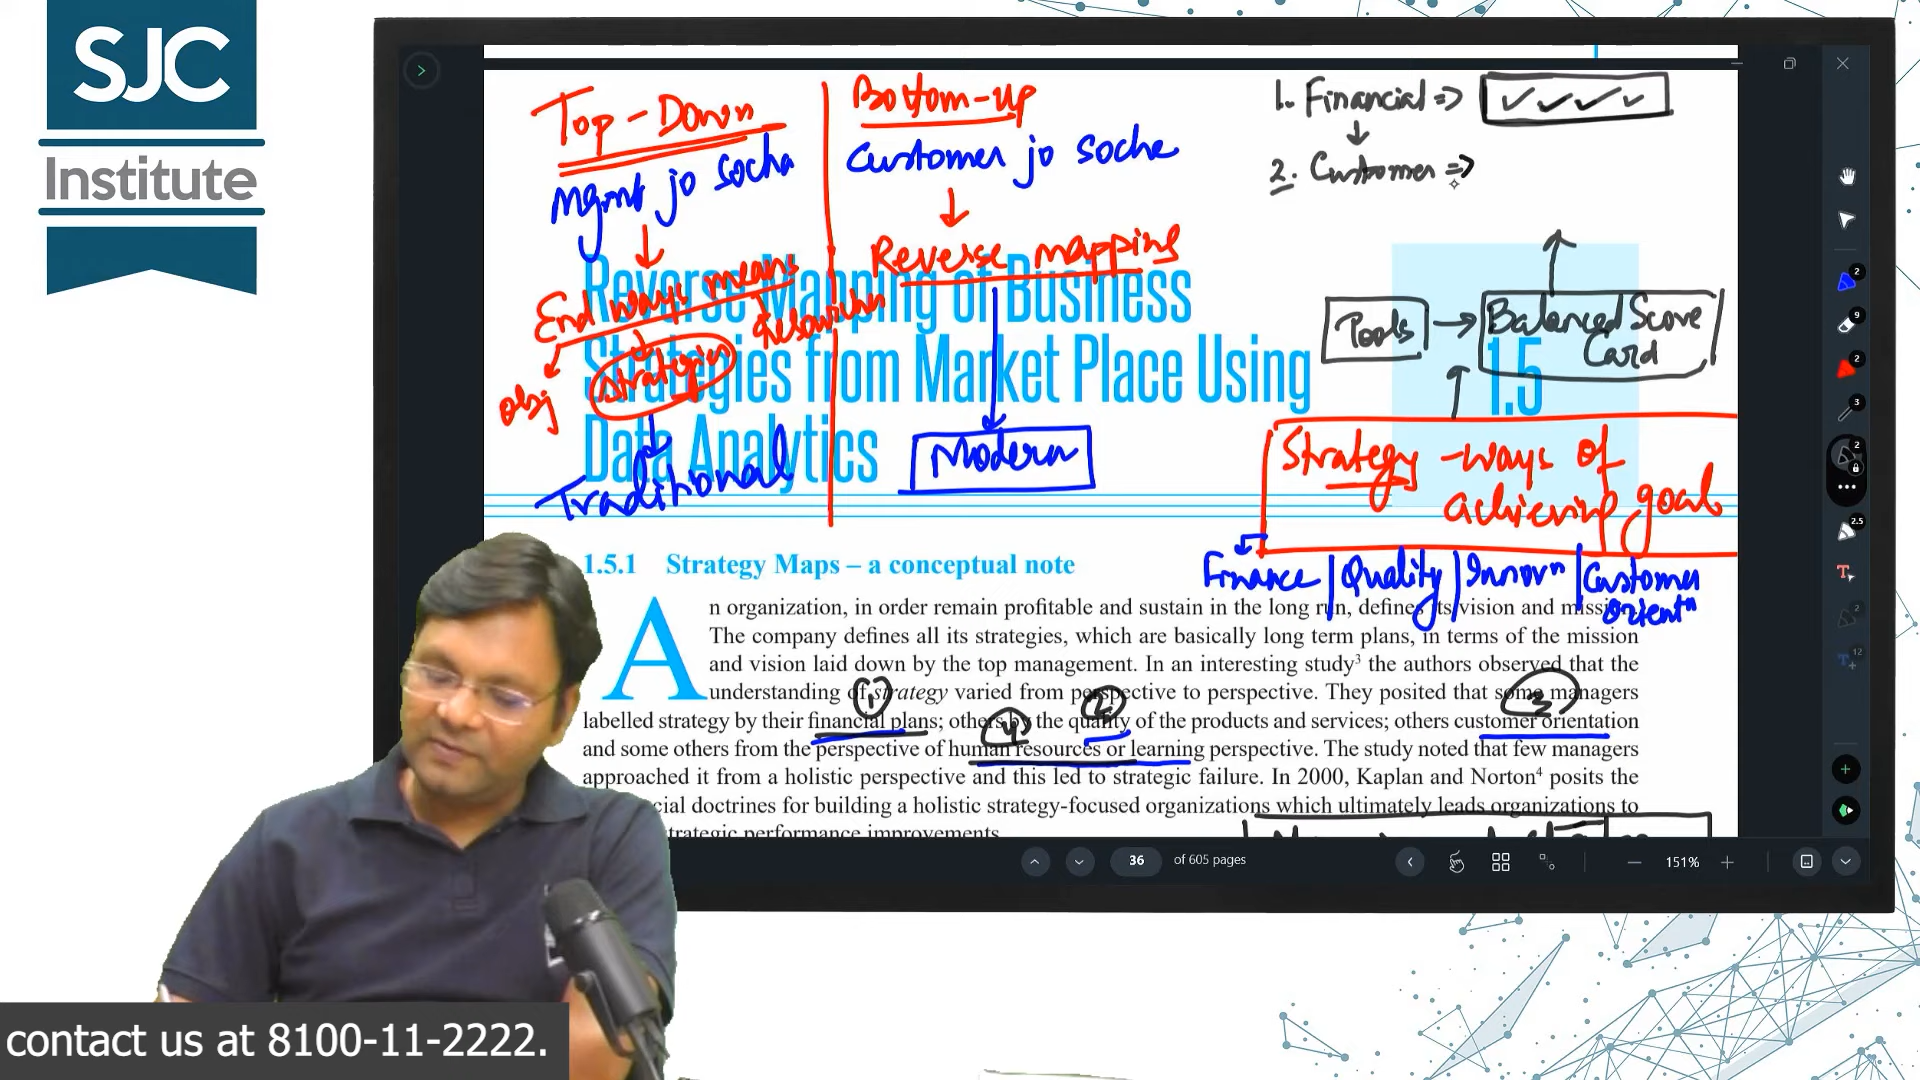 SJC
Institute
Top-Down
Mgmt jo socha
End ways means
Resources
obj
strategies
Traditional
Bottom-up
Customer jo soche
Reverse mapping
Modern
1. Financial =>
2. Customer =>
Tools
Balanced Score
Card
Strategy - ways of
achieving goal
Finance | Quality | Innovn | Customer
orientn
Reverse Mapping of Business
Strategies from Market Place Using
Data Analytics
1.5
1.5.1 Strategy Maps – a conceptual note
An organization, in order remain profitable and sustain in the long run, defines its vision and
The company defines all its strategies, which are basically long term plans, in terms of the mission
and vision laid down by the top management. In an interesting study3 the authors observed that the
understanding of strategy varied from perspective to perspective. They posited that some managers
labelled strategy by their financial plans; others by the quality of the products and services; others customer orientation
and some others from the perspective of human resources or learning perspective. The study noted that few managers
approached it from a holistic perspective and this led to strategic failure. In 2000, Kaplan and Norton4 posits the
cial doctrines for building a holistic strategy-focused organizations which ultimately leads organizations to
strategic performance improvements.
1
2
3
4
36 of 605 pages
151%
contact us at 8100-11-2222.